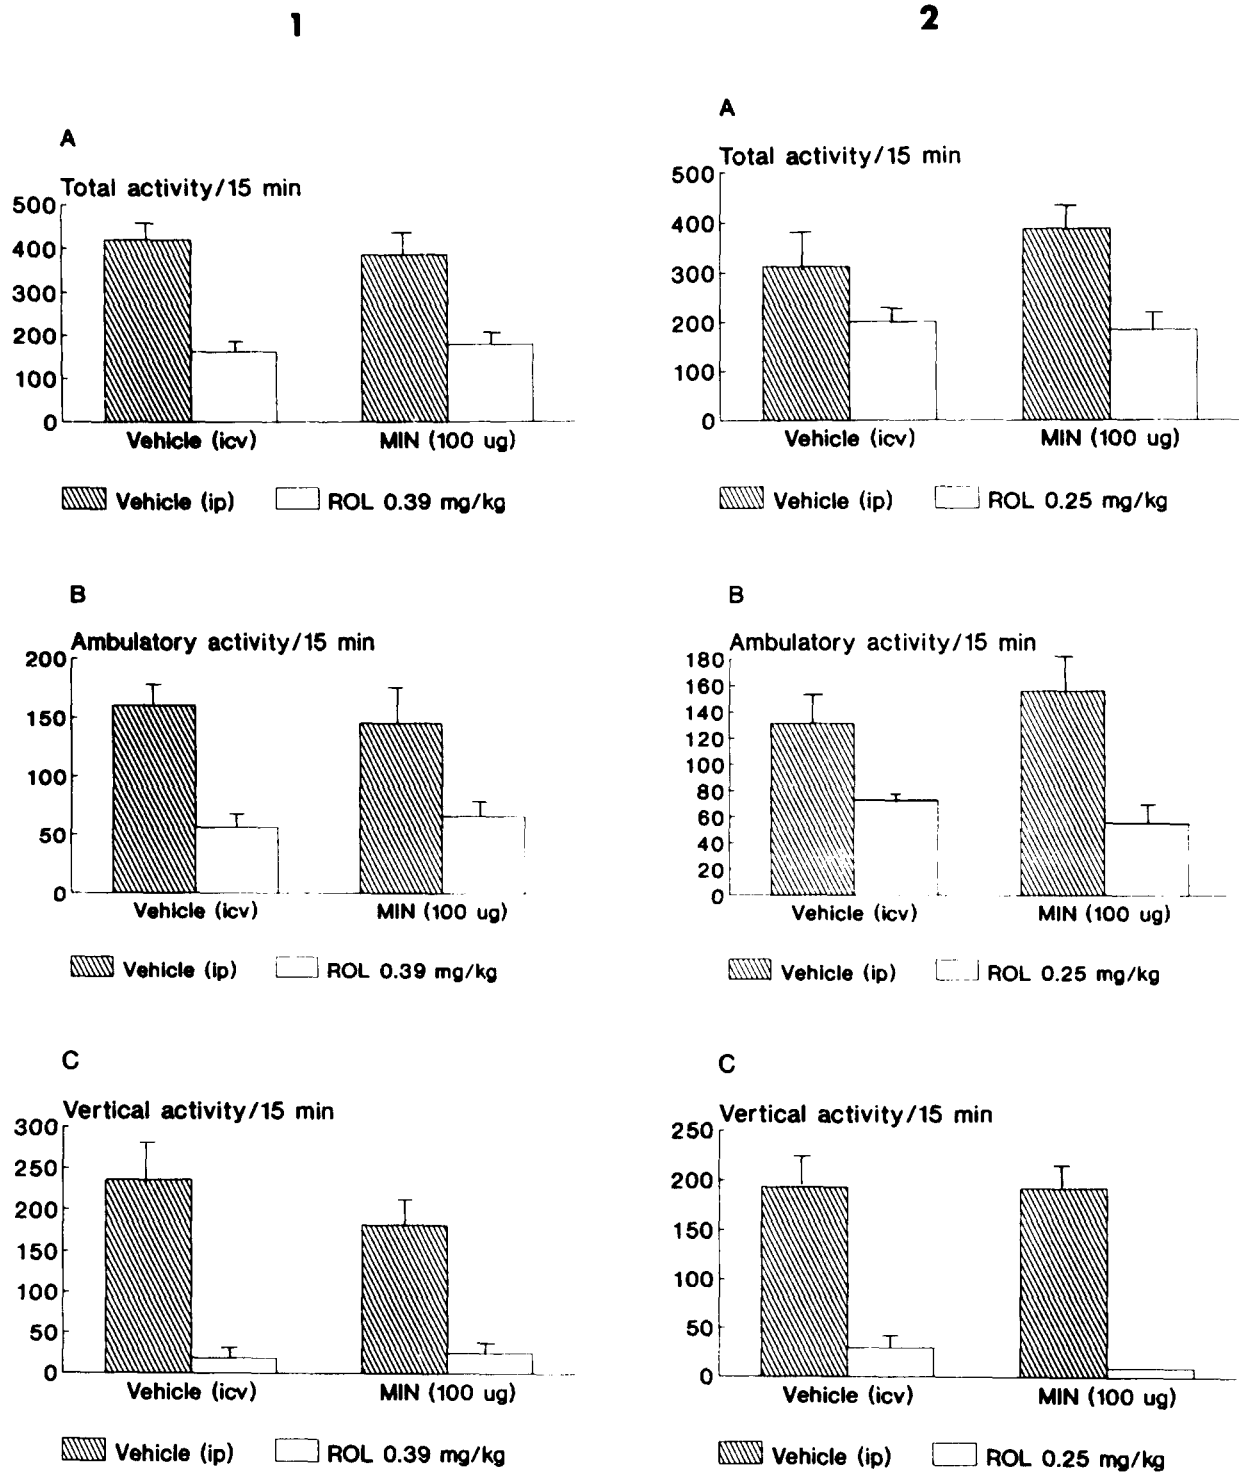 1
A
Total activity/15 min
500
400
300
200
100
0
Vehicle (icv) MIN (100 ug)
Vehicle (ip) ROL 0.39 mg/kg
B
Ambulatory activity/15 min
200
150
100
50
0
Vehicle (icv) MIN (100 ug)
Vehicle (ip) ROL 0.39 mg/kg
C
Vertical activity/15 min
300
250
200
150
100
50
0
Vehicle (icv) MIN (100 ug)
Vehicle (ip) ROL 0.39 mg/kg
2
A
Total activity/15 min
500
400
300
200
100
0
Vehicle (icv) MIN (100 ug)
Vehicle (ip) ROL 0.25 mg/kg
B
Ambulatory activity/15 min
180
160
140
120
100
80
60
40
20
0
Vehicle (icv) MIN (100 ug)
Vehicle (ip) ROL 0.25 mg/kg
C
Vertical activity/15 min
250
200
150
100
50
0
Vehicle (icv) MIN (100 ug)
Vehicle (ip) ROL 0.25 mg/kg